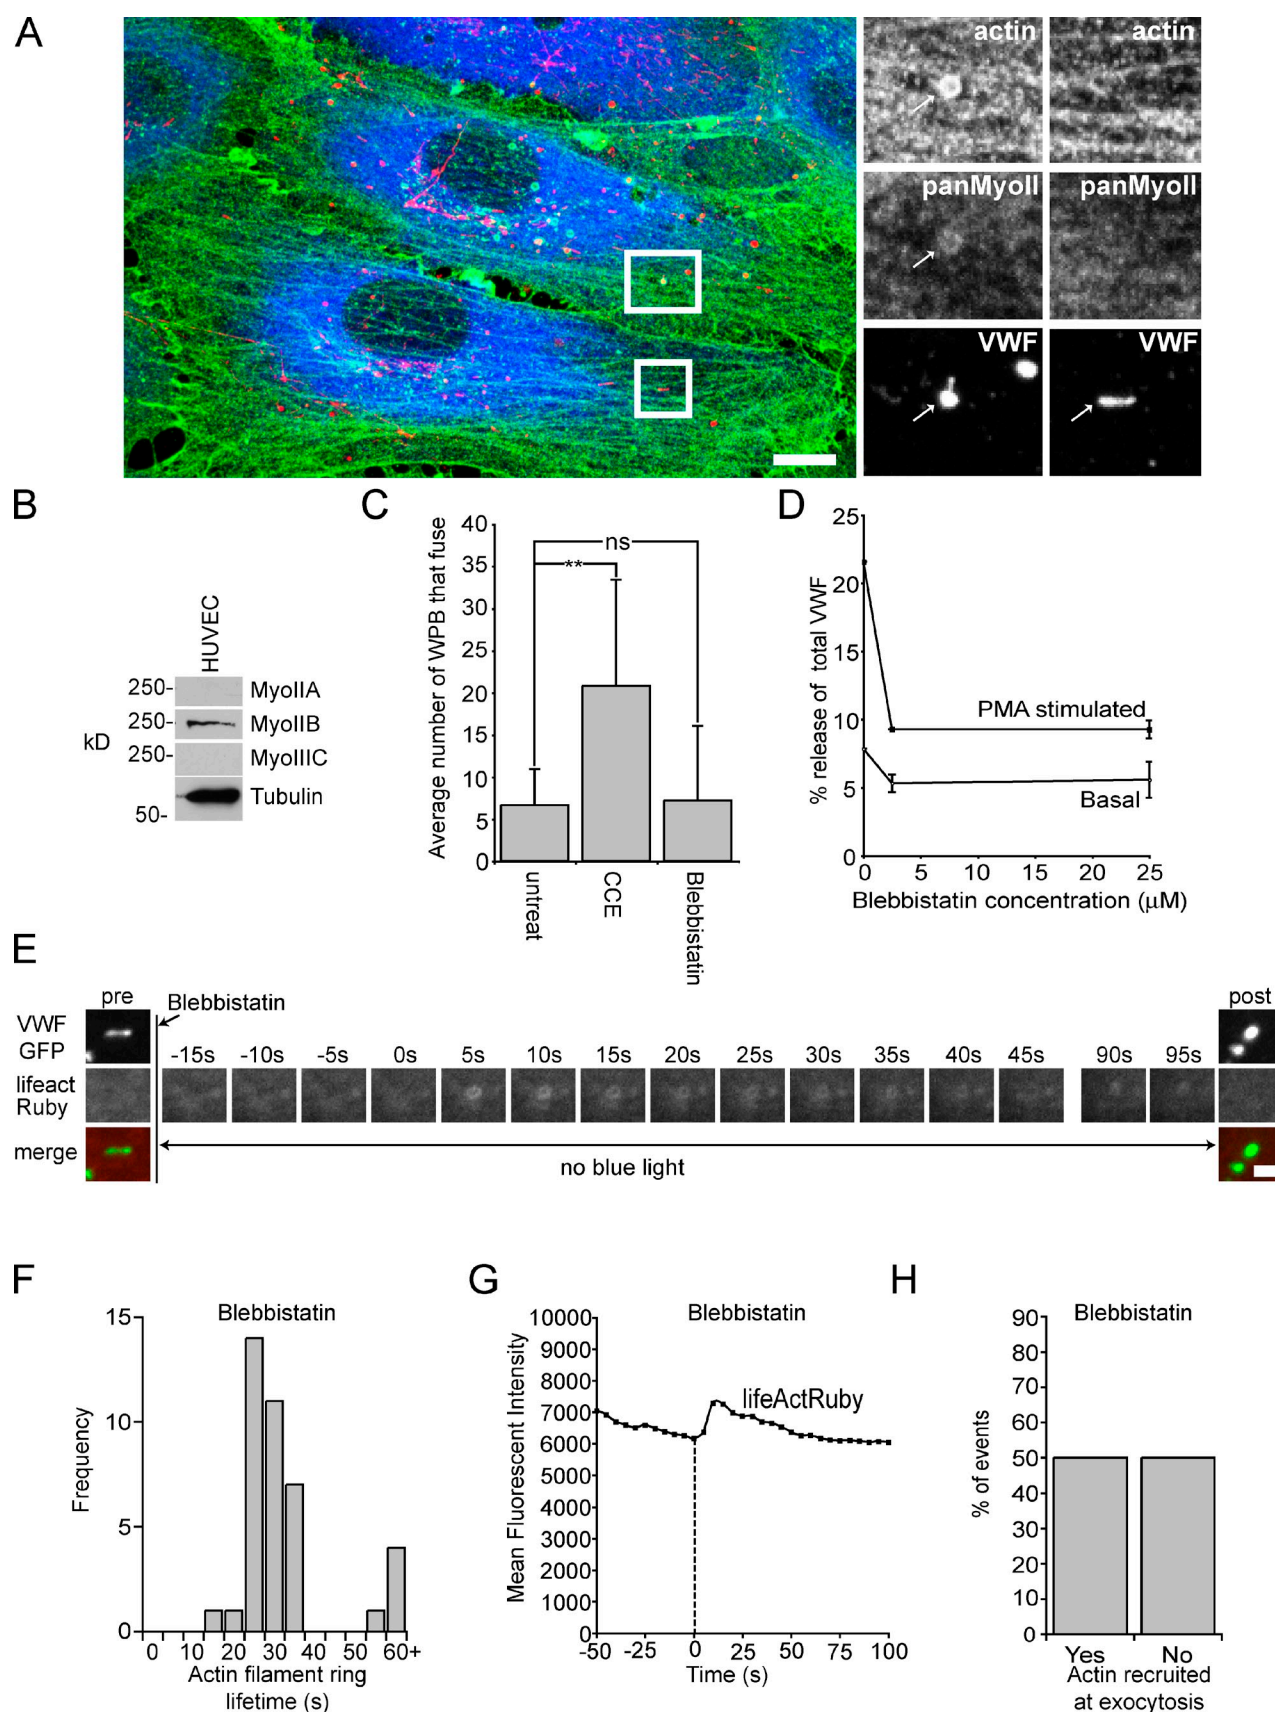 A
actin
actin
panMyoII
panMyoII
VWF
VWF
B
HUVEC
250-
MyoIIA
250-
MyoIIB
kD
250-
MyoIIIC
Tubulin
50-
C
Average number of WPB that fuse
40
35
30
25
20
15
10
5
0
ns
**
untreat
CCE
Blebbistatin
D
% release of total VWF
25
20
15
10
5
0
PMA stimulated
Basal
0 5 10 15 20 25
Blebbistatin concentration (μM)
E
pre
Blebbistatin
post
VWF
GFP
-15s -10s -5s 0s 5s 10s 15s 20s 25s 30s 35s 40s 45s 90s 95s
lifeact
Ruby
merge
no blue light
F
Blebbistatin
Frequency
15
10
5
0
0 10 20 30 40 50 60+
Actin filament ring
lifetime (s)
G
Blebbistatin
Mean Fluorescent Intensity
10000
9000
8000
7000
6000
5000
4000
3000
2000
1000
0
lifeActRuby
-50 -25 0 25 50 75 100
Time (s)
H
Blebbistatin
% of events
90
80
70
60
50
40
30
20
10
0
Yes No
Actin recruited
at exocytosis